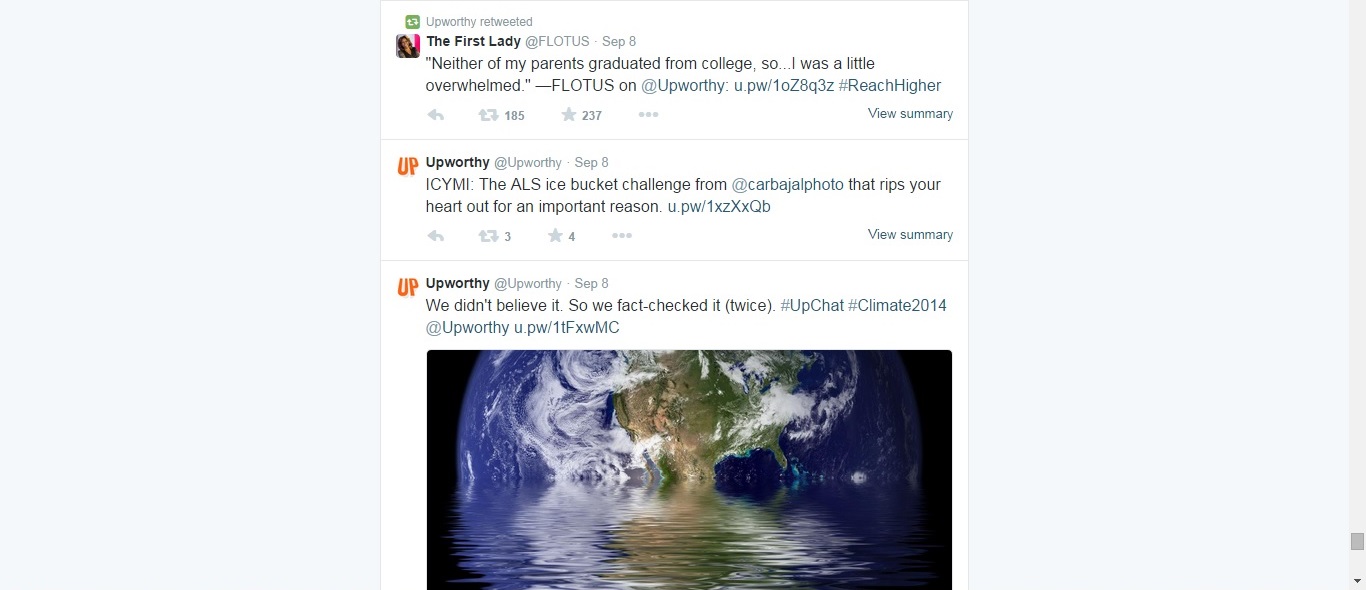 Upworthy retweeted
The First Lady @FLOTUS · Sep 8
"Neither of my parents graduated from college, so...I was a little
overwhelmed." —FLOTUS on @Upworthy: u.pw/1oZ8q3z #ReachHigher
185 237 View summary
UP Upworthy @Upworthy · Sep 8
ICYMI: The ALS ice bucket challenge from @carbajalphoto that rips your
heart out for an important reason. u.pw/1xzXxQb
3 4 View summary
UP Upworthy @Upworthy · Sep 8
We didn't believe it. So we fact-checked it (twice). #UpChat #Climate2014
@Upworthy u.pw/1tFxwMC